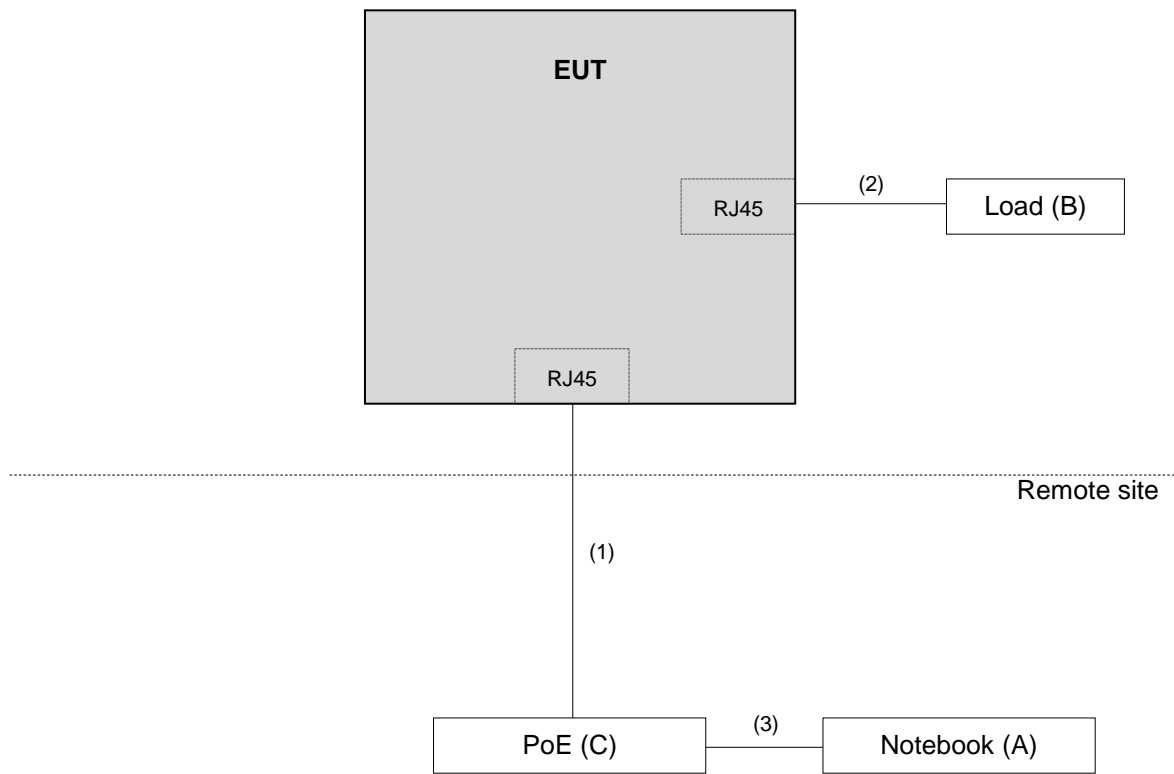 EUT
(2)
RJ45
Load (B)
RJ45
Remote site
(1)
PoE (C)
(3)
Notebook (A)